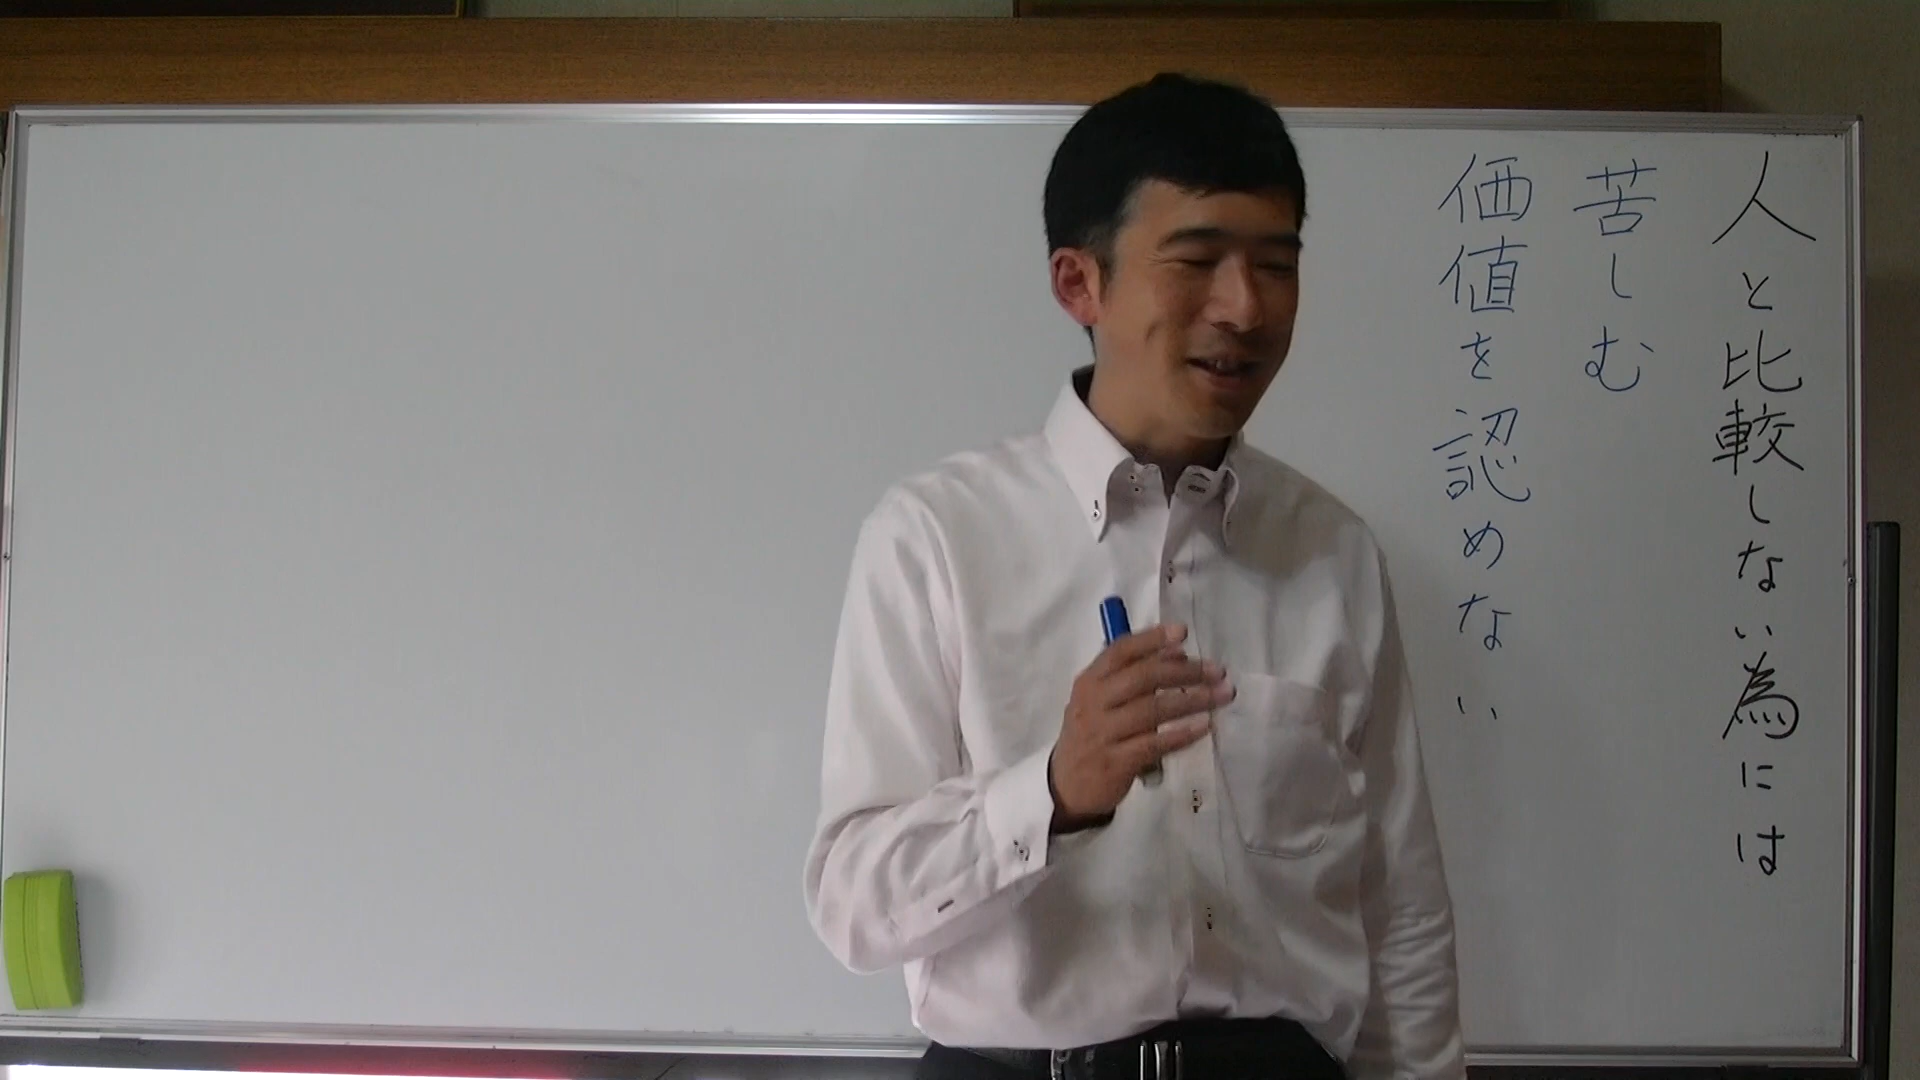 人と比較しない為には
苦しむ
価値を認めない